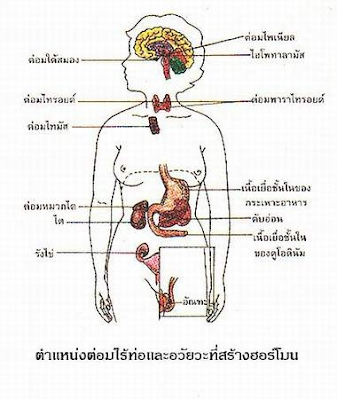 ต่อมไพเนียล
ไฮโพทาลามัส
ต่อมใต้สมอง
ต่อมไทรอยด์
ต่อมพาราไทรอยด์
ต่อมไทมัส
เนื้อเยื่อชั้นในของ
กระเพาะอาหาร
ต่อมหมวกไต
ไต
ตับอ่อน
เนื้อเยื่อชั้นใน
ของดูโอดินัม
รังไข่
อัณฑะ
ตำแหน่งต่อมไร้ท่อและอวัยวะที่สร้างฮอร์โมน